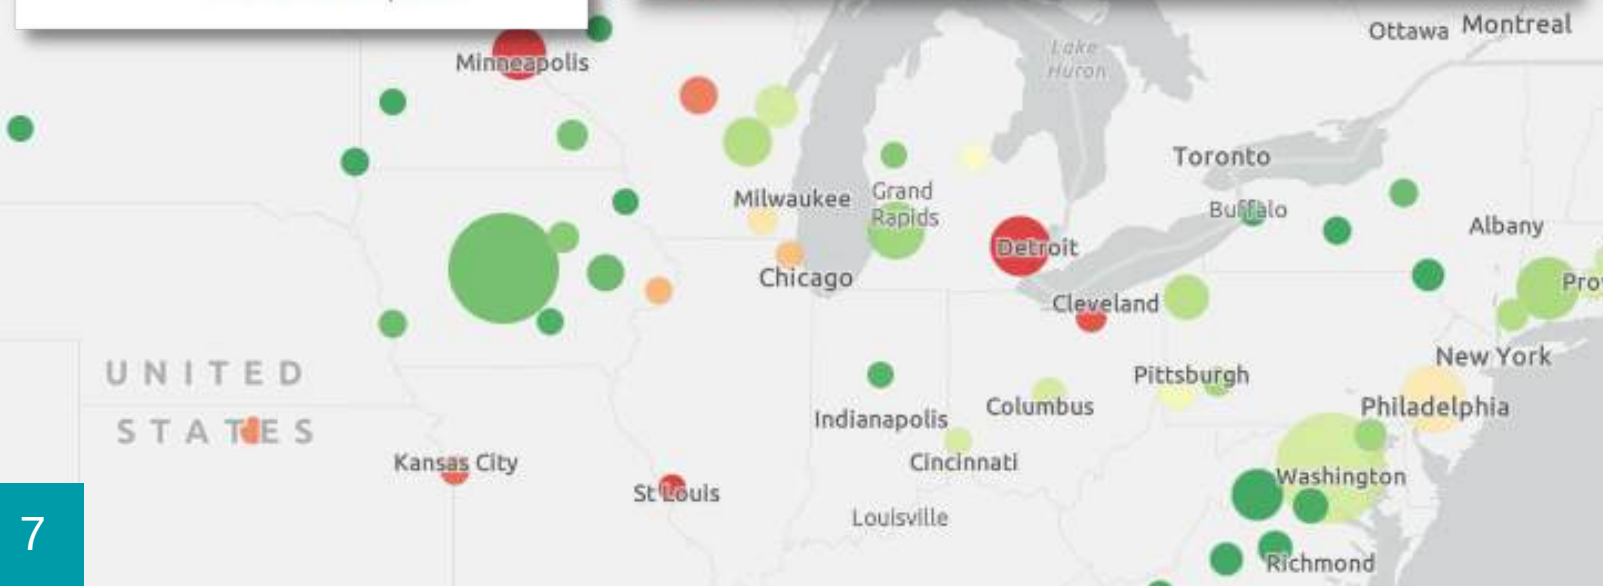 Ottawa Montreal
Lake
Huron
Minneapolis
Toronto
Milwaukee
Grand
Rapids
Buffalo
Albany
Detroit
Chicago
Cleveland
New York
UNITED
STATES
Pittsburgh
Philadelphia
Columbus
Indianapolis
Kansas City
Cincinnati
Washington
St Louis
Louisville
7
Richmond